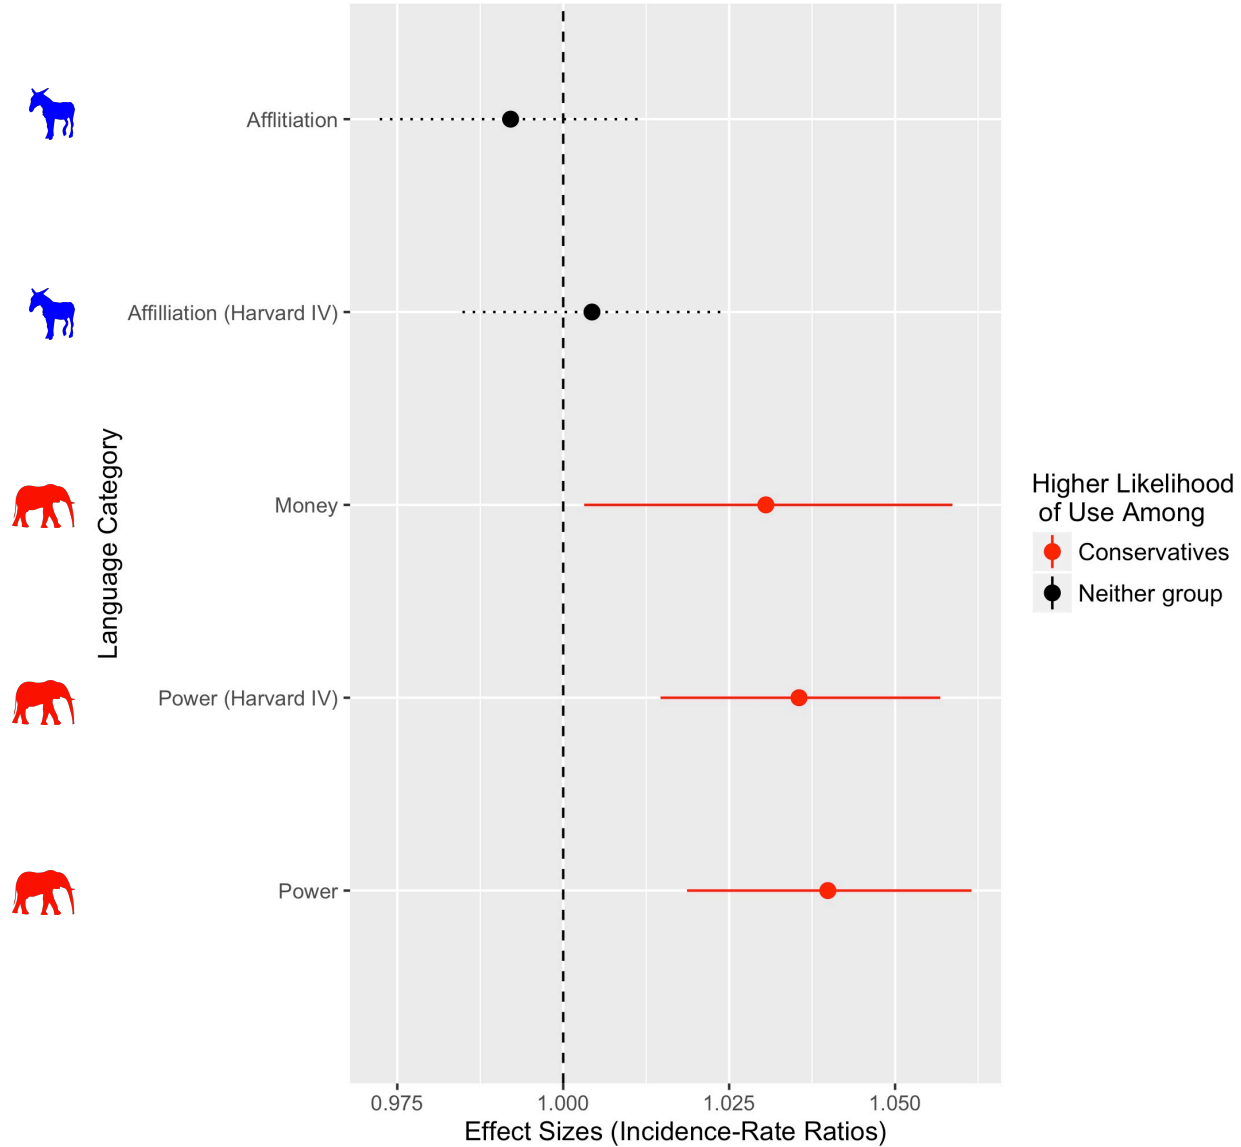 Afflitiation
Affilliation (Harvard IV)
Money
Power (Harvard IV)
Power
Language Category
0.975 1.000 1.025 1.050
Effect Sizes (Incidence-Rate Ratios)
Higher Likelihood
of Use Among
Conservatives
Neither group